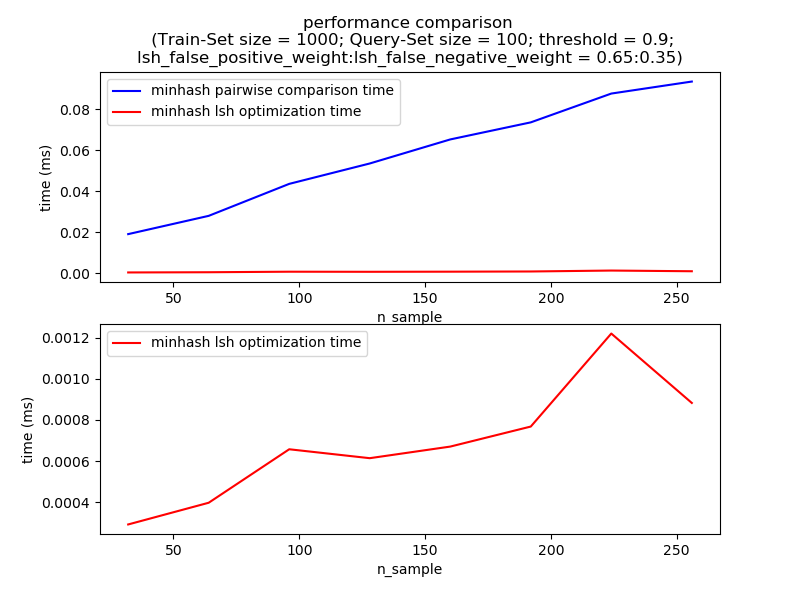 performance comparison
(Train-Set size = 1000; Query-Set size = 100; threshold = 0.9;
lsh_false_positive_weight:lsh_false_negative_weight = 0.65:0.35)
minhash pairwise comparison time
minhash lsh optimization time
time (ms)
0.08
0.06
0.04
0.02
0.00
50 100 150 200 250
n_sample
minhash lsh optimization time
time (ms)
0.0012
0.0010
0.0008
0.0006
0.0004
50 100 150 200 250
n_sample